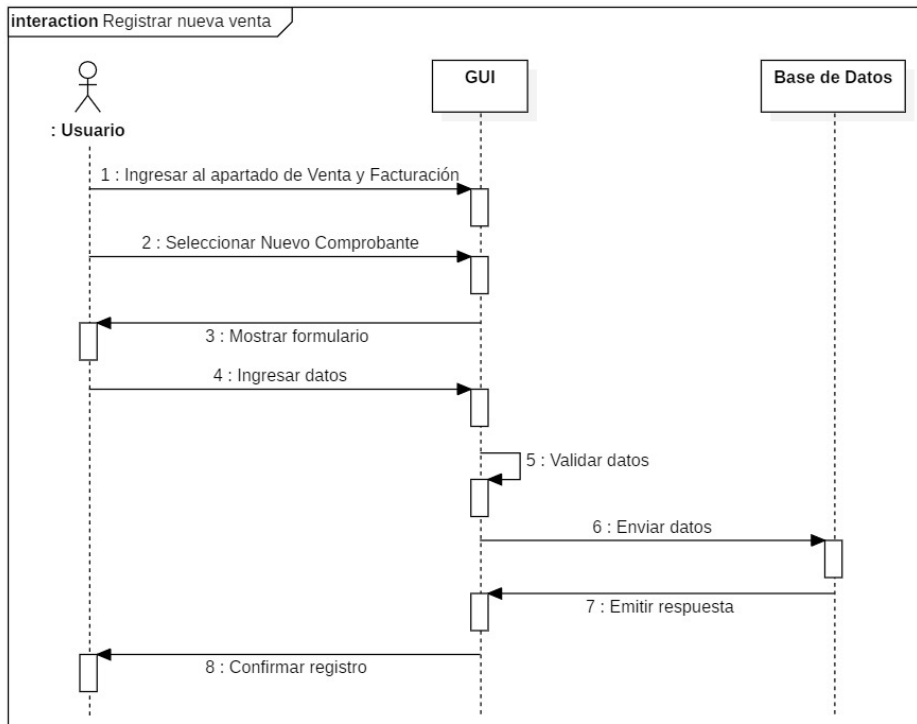 interaction Registrar nueva venta
: Usuario
GUI
Base de Datos
1 : Ingresar al apartado de Venta y Facturación
2 : Seleccionar Nuevo Comprobante
3 : Mostrar formulario
4 : Ingresar datos
5 : Validar datos
6 : Enviar datos
7 : Emitir respuesta
8 : Confirmar registro